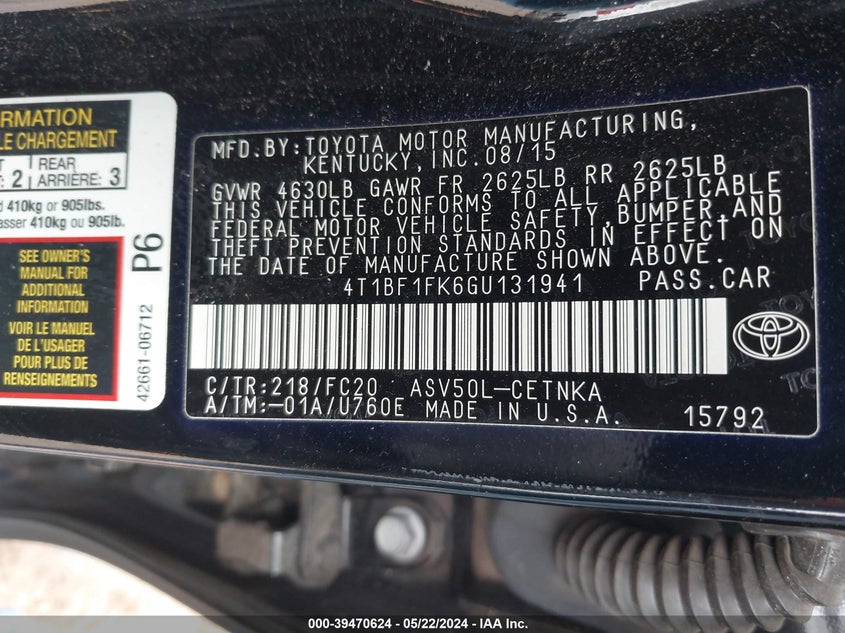 RMATION
LE CHARGEMENT
: 2
REAR
ARRIÈRE: 3
410kg or 905lbs.
asser 410kg ou 905lb.
SEE OWNER'S
MANUAL FOR
ADDITIONAL
INFORMATION
VOIR LE MANUEL
DE L'USAGER
POUR PLUS DE
RENSEIGNEMENTS
P6
42661-06712
MFD.BY:TOYOTA MOTOR MANUFACTURING,
KENTUCKY, INC.08/15
GVWR 4630LB GAWR FR 2625LB RR 2625LB
THIS VEHICLE CONFORMS TO ALL APPLICABLE
FEDERAL MOTOR VEHICLE SAFETY,BUMPER,AND
THEFT PREVENTION STANDARDS IN EFFECT ON
THE DATE OF MANUFACTURE SHOWN ABOVE.
4T1BF1FK6GU131941 PASS.CAR
C/TR:218/FC20 ASV50L-CETNKA
A/TM:-01A/U760E MADE IN U.S.A. 15792
000-39470624 - 05/22/2024 - IAA Inc.